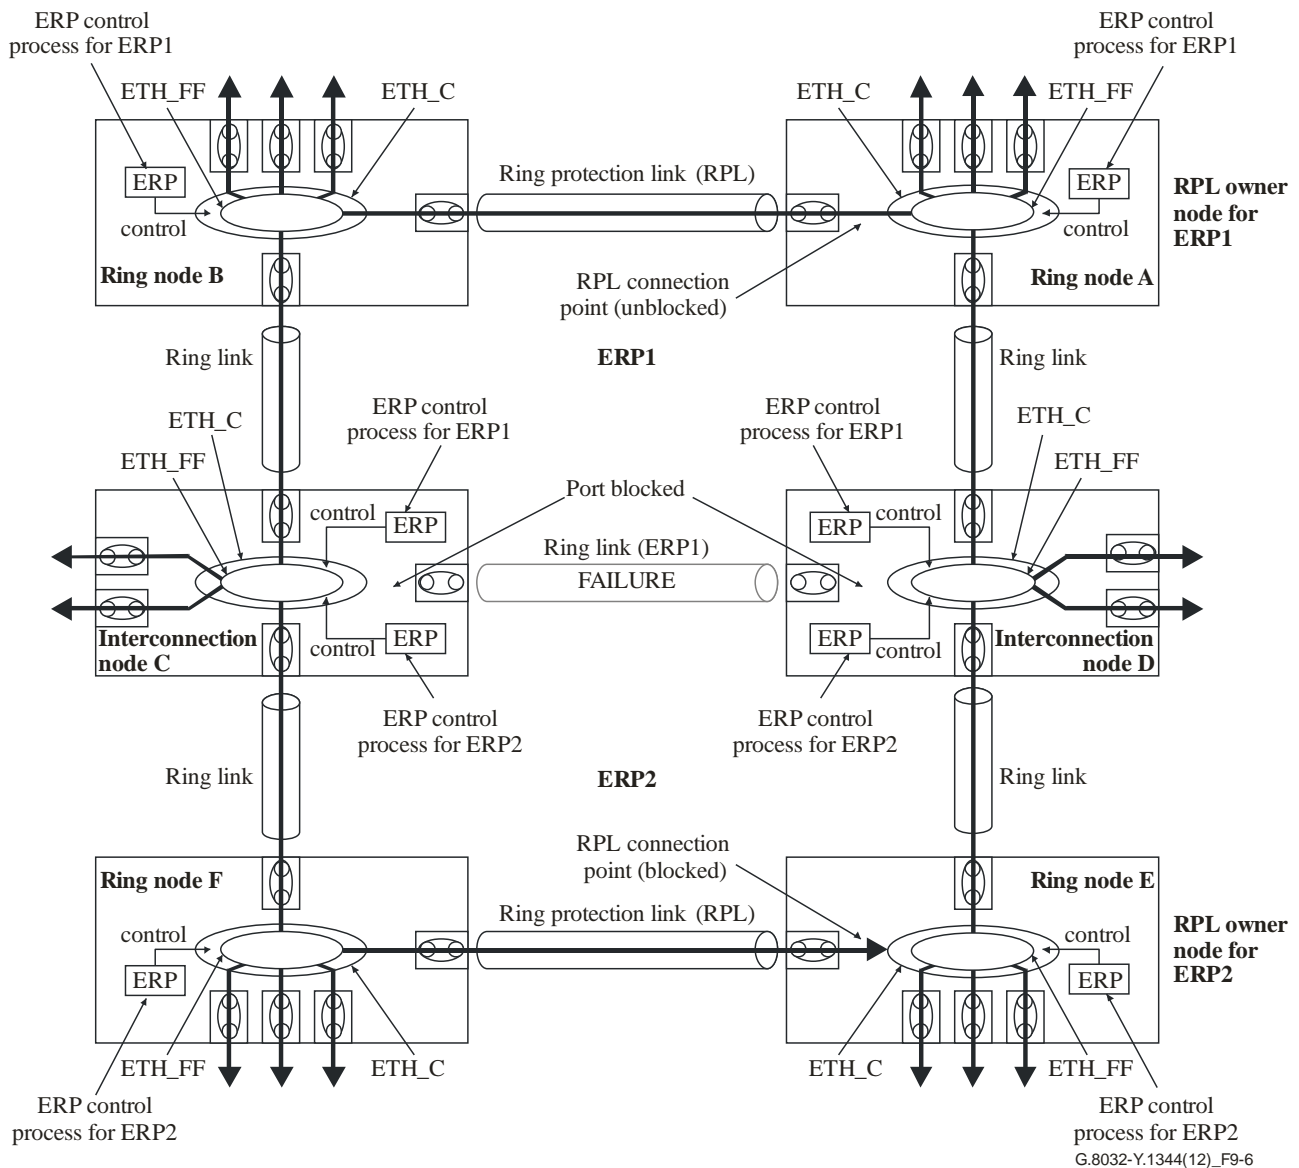 ERP control
process for ERP1
ERP control
process for ERP1
ETH_FF
ETH_C
ETH_C
ETH_FF
ERP
control
Ring node B
Ring protection link (RPL)
RPL connection
point (unblocked)
ERP
control
Ring node A
RPL owner
node for
ERP1
Ring link
ERP1
Ring link
ETH_C
ETH_FF
ERP control
process for ERP1
ERP control
process for ERP1
ETH_C
ETH_FF
control
ERP
Port blocked
Ring link (ERP1)
FAILURE
ERP
control
Interconnection
node C
control
ERP
ERP
control
Interconnection
node D
ERP control
process for ERP2
ERP control
process for ERP2
Ring link
ERP2
Ring link
RPL connection
point (blocked)
Ring node F
control
ERP
Ring protection link (RPL)
Ring node E
control
ERP
RPL owner
node for
ERP2
ETH_FF
ETH_C
ETH_C
ETH_FF
ERP control
process for ERP2
ERP control
process for ERP2
G.8032-Y.1344(12)_F9-6